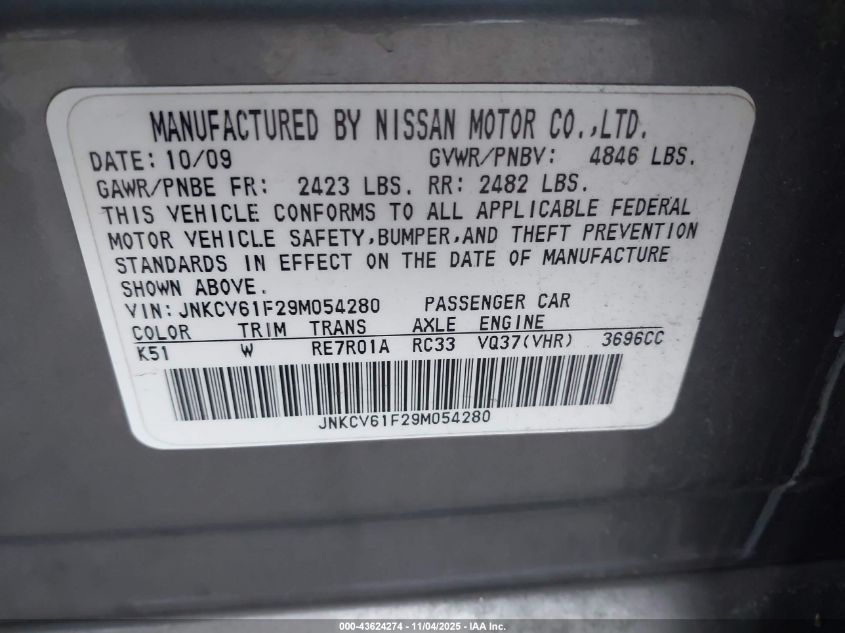 MANUFACTURED BY NISSAN MOTOR CO.,LTD.
DATE: 10/09 GVWR/PNBV: 4846 LBS.
GAWR/PNBE FR: 2423 LBS. RR: 2482 LBS.
THIS VEHICLE CONFORMS TO ALL APPLICABLE FEDERAL
MOTOR VEHICLE SAFETY,BUMPER,AND THEFT PREVENTION
STANDARDS IN EFFECT ON THE DATE OF MANUFACTURE
SHOWN ABOVE.
VIN: JNKCV61F29M054280 PASSENGER CAR
COLOR TRIM TRANS AXLE ENGINE
K51 W RE7R01A RC33 VQ37(VHR) 3696CC
JNKCV61F29M054280
000-43624274 - 11/04/2025 - IAA Inc.